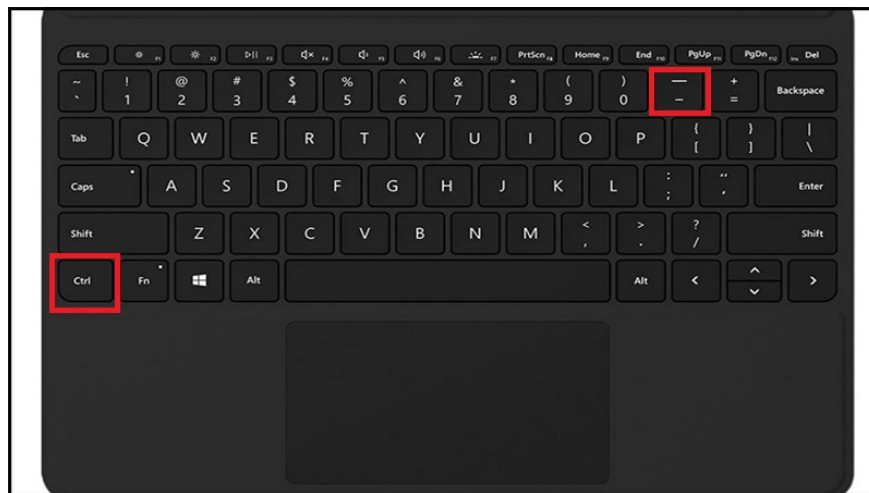 Esc F1 F2 F3 F4 F5 F6 F7 PrtScn F8 Home F9 End F10 PgUp F11 PgDn F12 Ins Del
~ ! @ # $ % ^ & * ( ) — +
` 1 2 3 4 5 6 7 8 9 0 - = Backspace
Tab Q W E R T Y U I O P { [ } ] | \
Caps A S D F G H J K L : ; " ' Enter
Shift Z X C V B N M < , > . ? / Shift
Ctrl Fn Alt Alt < ^ v >